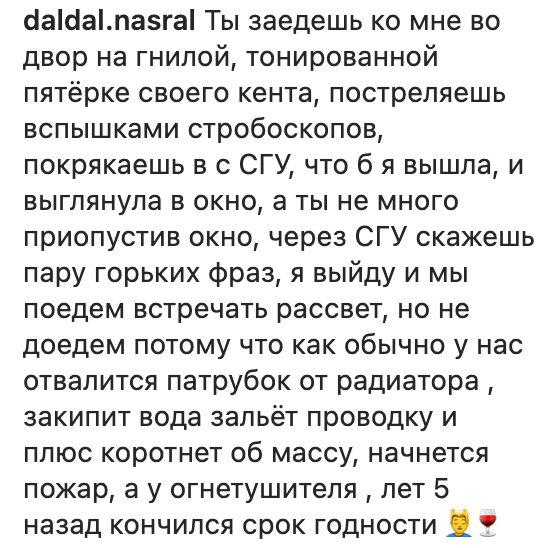 daldal.nasral Ты заедешь ко мне во
двор на гнилой, тонированной
пятёрке своего кента, постреляешь
вспышками стробоскопов,
покрякаешь в с СГУ, что б я вышла, и
выглянула в окно, а ты не много
приопустив окно, через СГУ скажешь
пару горьких фраз, я выйду и мы
поедем встречать рассвет, но не
доедем потому что как обычно у нас
отвалится патрубок от радиатора ,
закипит вода зальёт проводку и
плюс коротнет об массу, начнется
пожар, а у огнетушителя , лет 5
назад кончился срок годности 💆‍♂️🍷